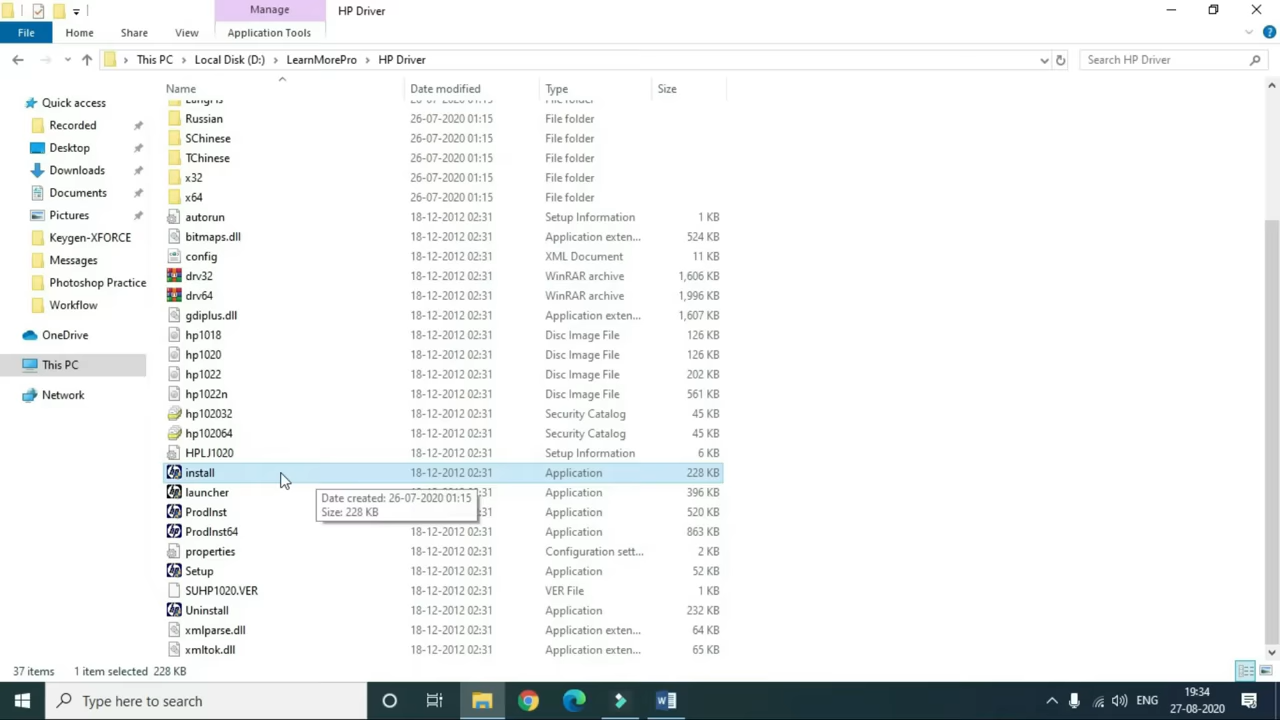 Manage
HP Driver
File
Home
Share
View
Application Tools
This PC
Local Disk (D:)
LearnMorePro
HP Driver
Search HP Driver
Name
Date modified
Type
Size
Quick access
Recorded
Desktop
Downloads
Documents
Pictures
Keygen-XFORCE
Messages
Photoshop Practice
Workflow
OneDrive
This PC
Network
Russian 26-07-2020 01:15 File folder
SChinese 26-07-2020 01:15 File folder
TChinese 26-07-2020 01:15 File folder
x32 26-07-2020 01:15 File folder
x64 26-07-2020 01:15 File folder
autorun 18-12-2012 02:31 Setup Information 1 KB
bitmaps.dll 18-12-2012 02:31 Application exten... 524 KB
config 18-12-2012 02:31 XML Document 11 KB
drv32 18-12-2012 02:31 WinRAR archive 1,606 KB
drv64 18-12-2012 02:31 WinRAR archive 1,996 KB
gdiplus.dll 18-12-2012 02:31 Application exten... 1,607 KB
hp1018 18-12-2012 02:31 Disc Image File 126 KB
hp1020 18-12-2012 02:31 Disc Image File 126 KB
hp1022 18-12-2012 02:31 Disc Image File 202 KB
hp1022n 18-12-2012 02:31 Disc Image File 561 KB
hp102032 18-12-2012 02:31 Security Catalog 45 KB
hp102064 18-12-2012 02:31 Security Catalog 45 KB
HPLJ1020 18-12-2012 02:31 Setup Information 6 KB
install 18-12-2012 02:31 Application 228 KB
launcher 18-12-2012 02:31 Application 396 KB
Date created: 26-07-2020 01:15
Size: 228 KB
ProdInst 18-12-2012 02:31 Application 520 KB
ProdInst64 18-12-2012 02:31 Application 863 KB
properties 18-12-2012 02:31 Configuration sett... 2 KB
Setup 18-12-2012 02:31 Application 52 KB
SUHP1020.VER 18-12-2012 02:31 VER File 1 KB
Uninstall 18-12-2012 02:31 Application 232 KB
xmlparse.dll 18-12-2012 02:31 Application exten... 64 KB
xmltok.dll 18-12-2012 02:31 Application exten... 65 KB
37 items 1 item selected 228 KB
Type here to search
ENG
19:34
27-08-2020